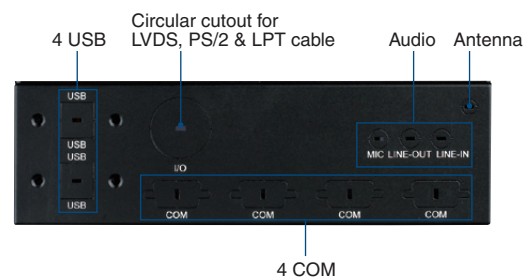 Circular cutout for
4 USB LVDS, PS/2 & LPT cable Audio Antenna
USB
USB
USB
USB
I/O
MIC LINE-OUT LINE-IN
COM COM COM COM
4 COM